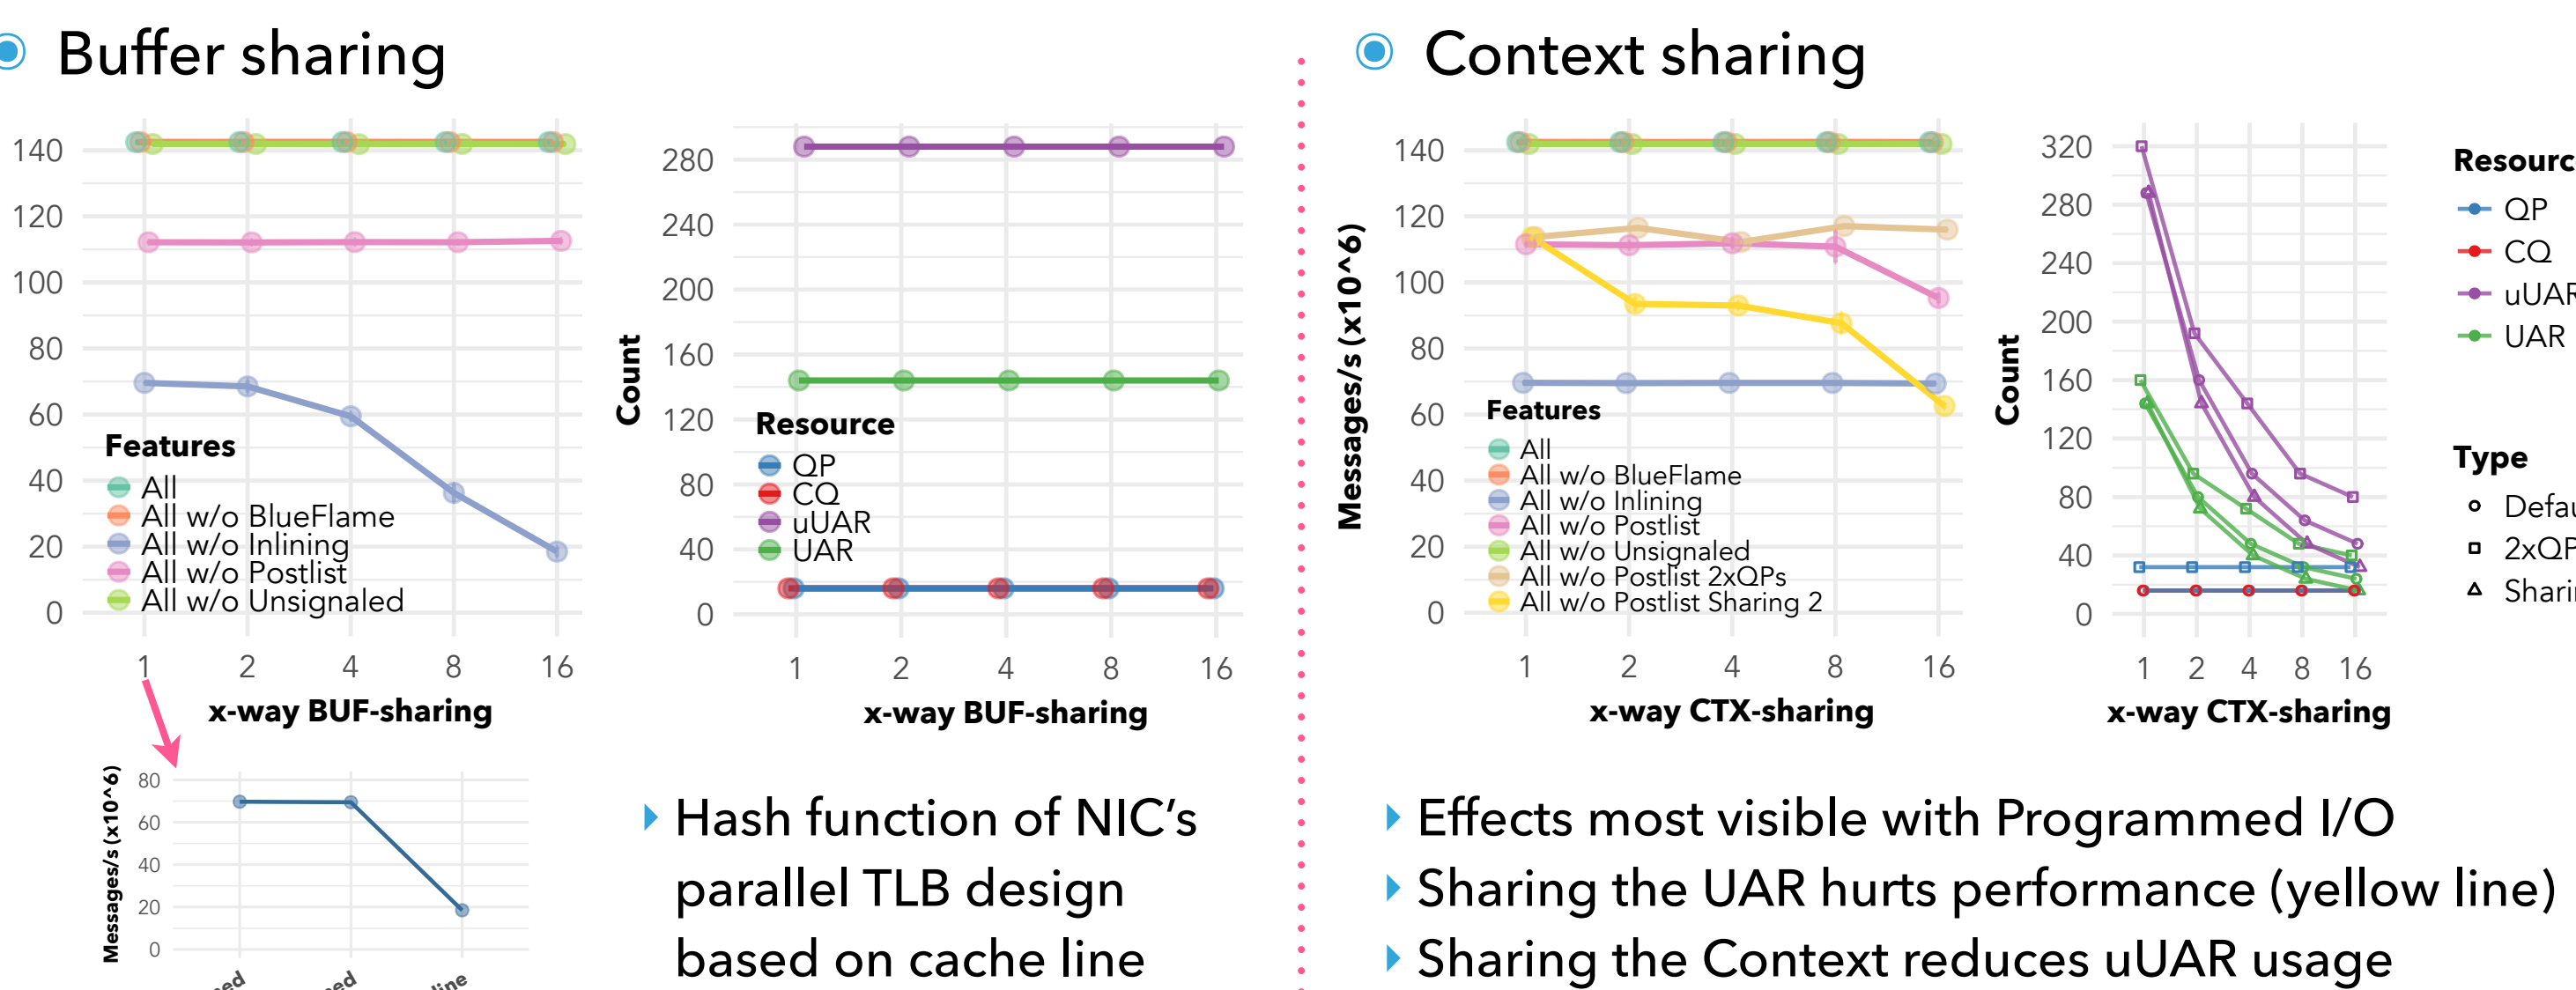 Buffer sharing
140
120
100
80
60
40
20
0
Features
All
All w/o BlueFlame
All w/o Inlining
All w/o Postlist
All w/o Unsignaled
1 2 4 8 16
x-way BUF-sharing
Count
280
240
200
160
120
80
40
0
Resource
QP
CQ
uUAR
UAR
1 2 4 8 16
x-way BUF-sharing
Messages/s (x10^6)
80
60
40
20
0
Hash function of NIC's
parallel TLB design
based on cache line
Context sharing
Messages/s (x10^6)
140
120
100
80
60
40
20
0
Features
All
All w/o BlueFlame
All w/o Inlining
All w/o Postlist
All w/o Unsignaled
All w/o Postlist 2xQPs
All w/o Postlist Sharing 2
1 2 4 8 16
x-way CTX-sharing
Count
320
280
240
200
160
120
80
40
0
1 2 4 8 16
x-way CTX-sharing
QP
CQ
UAR
Type
Effects most visible with Programmed I/O
Sharing the UAR hurts performance (yellow line)
Sharing the Context reduces uUAR usage